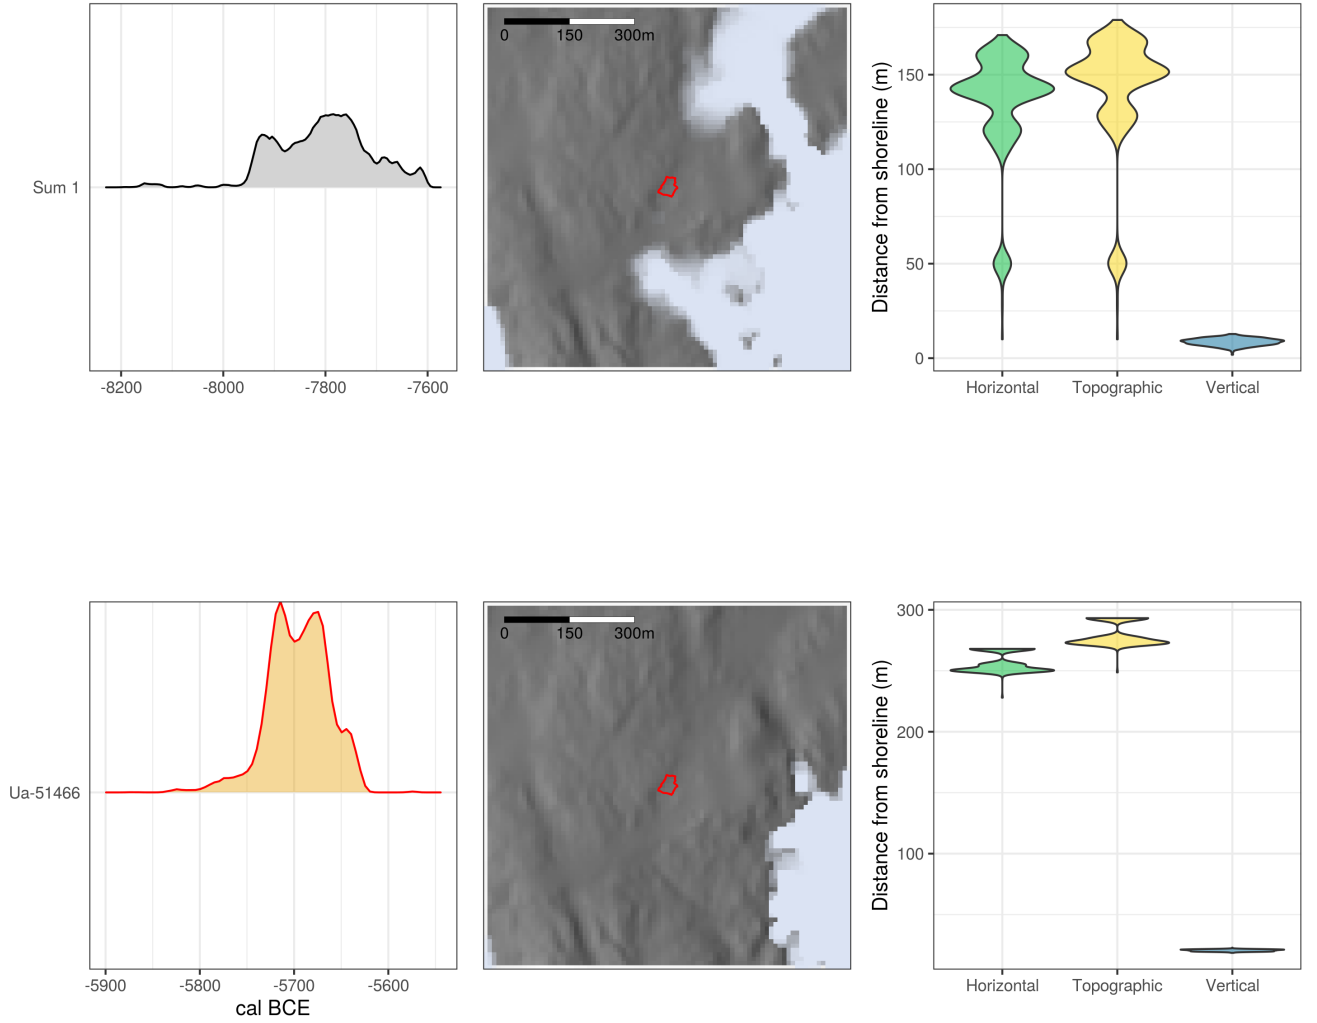 Sum 1
-8200 -8000 -7800 -7600
0 150 300m
Distance from shoreline (m)
150
100
50
0
Horizontal Topographic Vertical
Ua-51466
-5900 -5800 -5700 -5600
cal BCE
0 150 300m
Distance from shoreline (m)
300
200
100
Horizontal Topographic Vertical